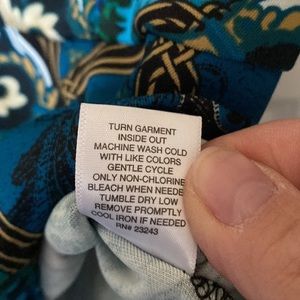 TURN GARMENT
INSIDE OUT
MACHINE WASH COLD
WITH LIKE COLORS
GENTLE CYCLE
ONLY NON-CHLORINE
BLEACH WHEN NEEDE
TUMBLE DRY LOW
REMOVE PROMPTLY
COOL IRON IF NEEDED
RN# 23243